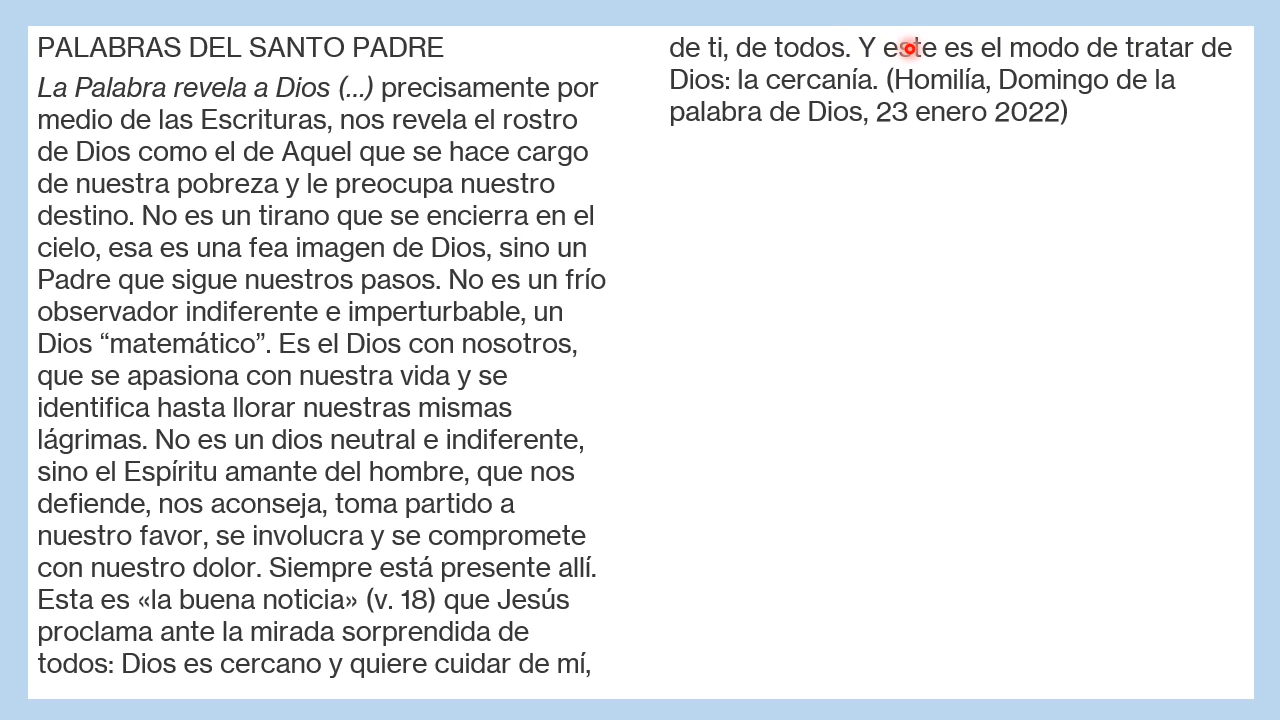 PALABRAS DEL SANTO PADRE
La Palabra revela a Dios (...) precisamente por
medio de las Escrituras, nos revela el rostro
de Dios como el de Aquel que se hace cargo
de nuestra pobreza y le preocupa nuestro
destino. No es un tirano que se encierra en el
cielo, esa es una fea imagen de Dios, sino un
Padre que sigue nuestros pasos. No es un frío
observador indiferente e imperturbable, un
Dios “matemático”. Es el Dios con nosotros,
que se apasiona con nuestra vida y se
identifica hasta llorar nuestras mismas
lágrimas. No es un dios neutral e indiferente,
sino el Espíritu amante del hombre, que nos
defiende, nos aconseja, toma partido a
nuestro favor, se involucra y se compromete
con nuestro dolor. Siempre está presente allí.
Esta es «la buena noticia» (v. 18) que Jesús
proclama ante la mirada sorprendida de
todos: Dios es cercano y quiere cuidar de mí,
de ti, de todos. Y este es el modo de tratar de
Dios: la cercanía. (Homilía, Domingo de la
palabra de Dios, 23 enero 2022)